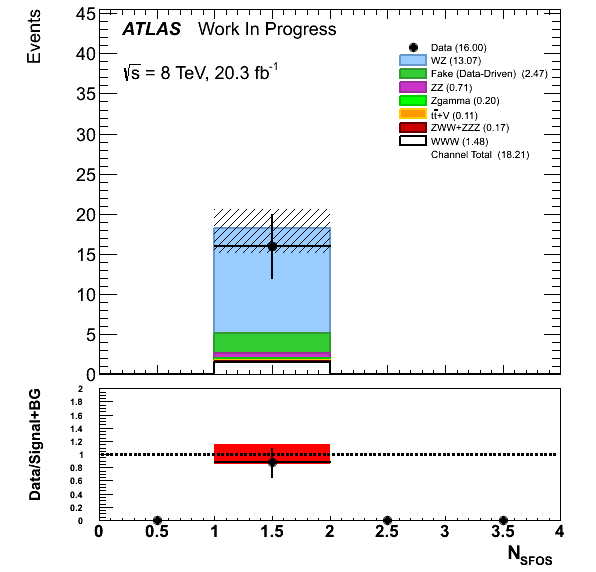 Events
45
40
35
30
25
20
15
10
5
0
ATLAS Work In Progress
√s = 8 TeV, 20.3 fb-1
Data (16.00)
WZ (13.07)
Fake (Data-Driven) (2.47)
ZZ (0.71)
Zgamma (0.20)
tt̄+V (0.11)
ZWW+ZZZ (0.17)
WWW (1.48)
Channel Total (18.21)
Data/Signal+BG
2
1.8
1.6
1.4
1.2
1
0.8
0.6
0.4
0.2
0
0 0.5 1 1.5 2 2.5 3 3.5 4
NSFOS